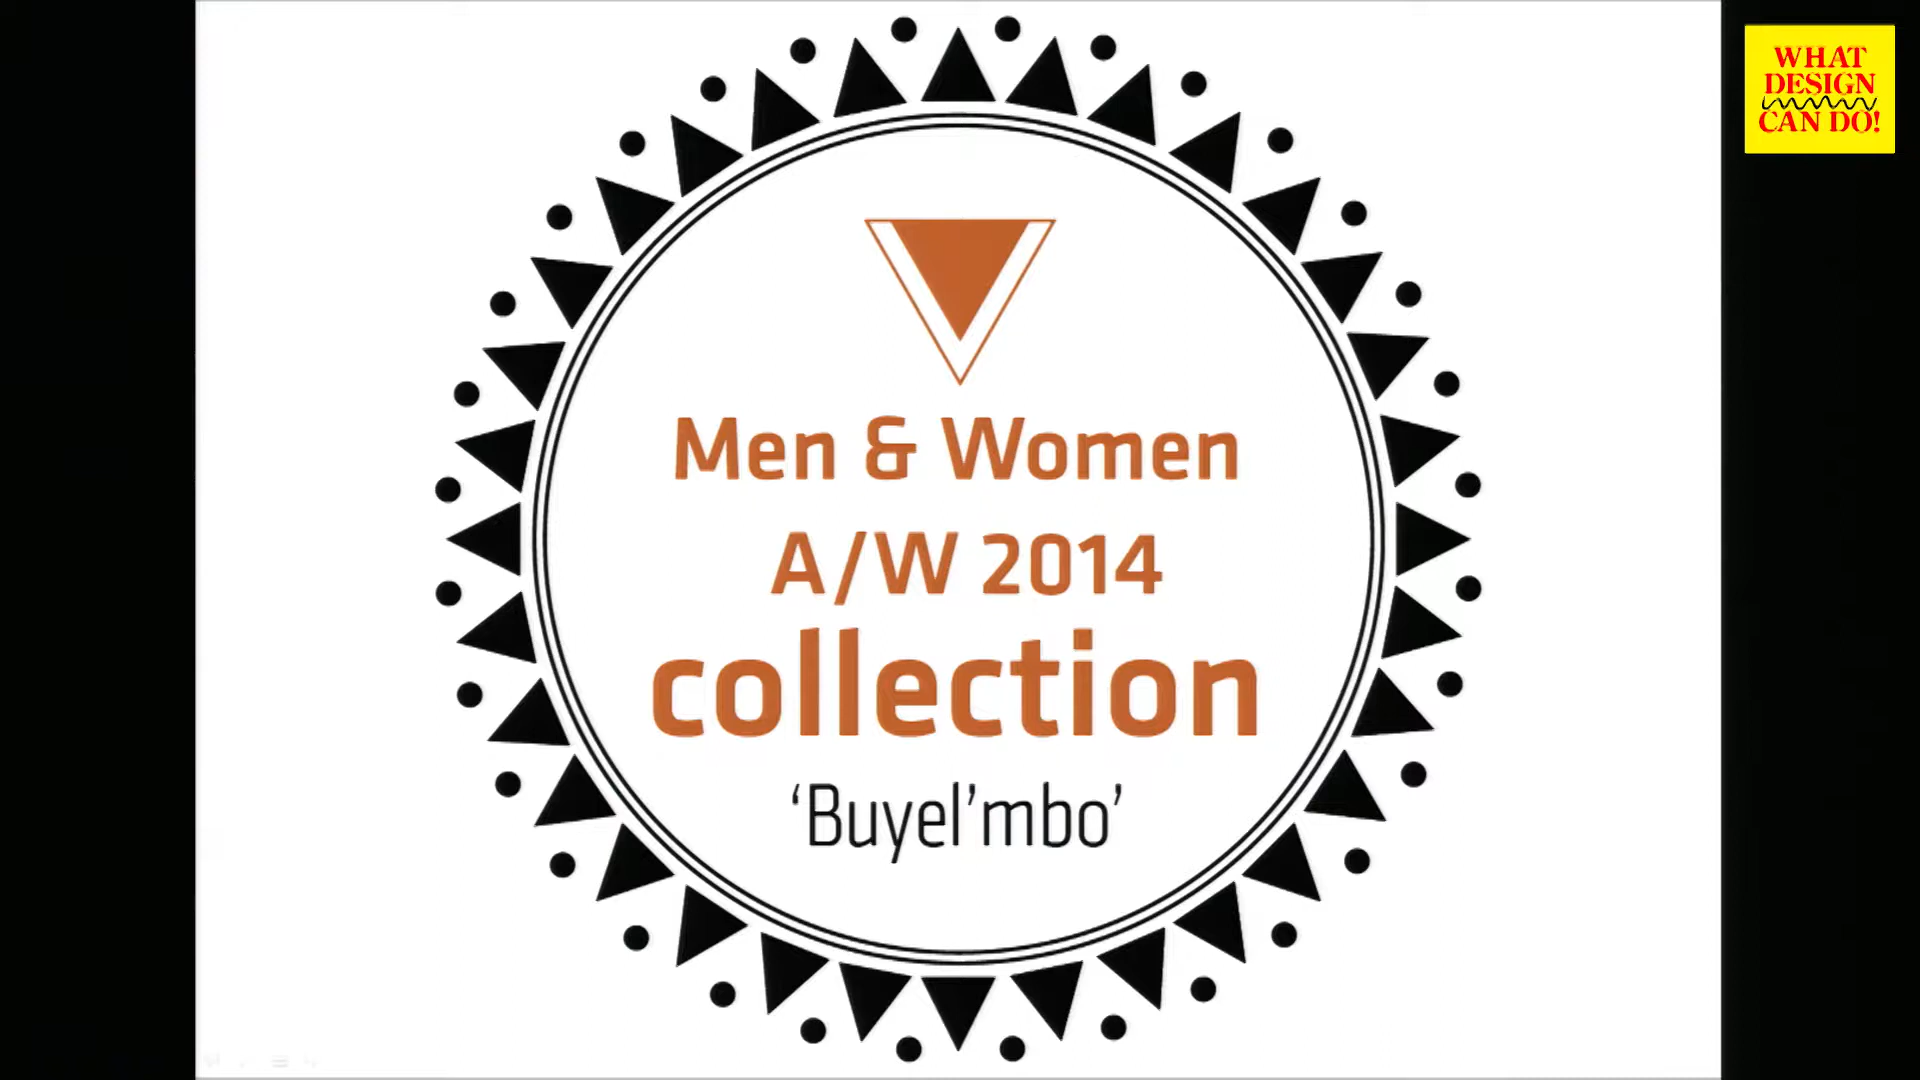 WHAT
DESIGN
CAN DO!
Men & Women
A/W 2014
collection
‘Buyel’mbo’